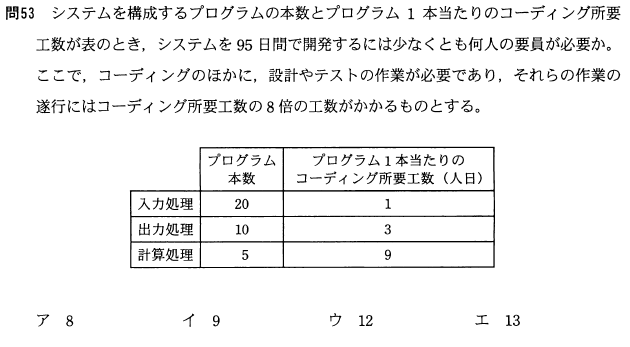 問53 システムを構成するプログラムの本数とプログラム 1 本当たりのコーディング所要
工数が表のとき，システムを 95 日間で開発するには少なくとも何人の要員が必要か。
ここで，コーディングのほかに，設計やテストの作業が必要であり，それらの作業の
遂行にはコーディング所要工数の 8 倍の工数がかかるものとする。
プログラム本数 プログラム 1 本当たりのコーディング所要工数（人日）
入力処理 20 1
出力処理 10 3
計算処理 5 9
ア 8 イ 9 ウ 12 エ 13